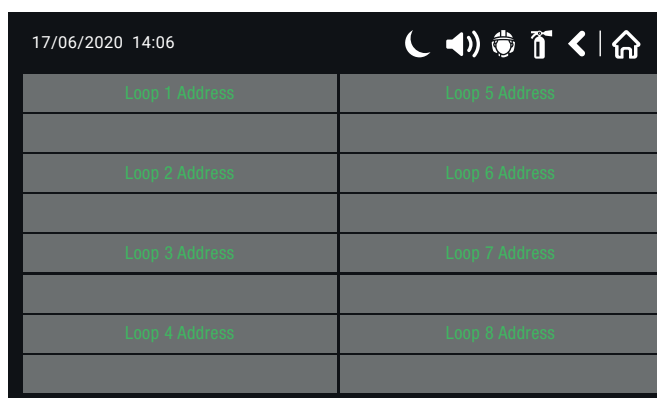 17/06/2020 14:06
Loop 1 Address
Loop 5 Address
Loop 2 Address
Loop 6 Address
Loop 3 Address
Loop 7 Address
Loop 4 Address
Loop 8 Address